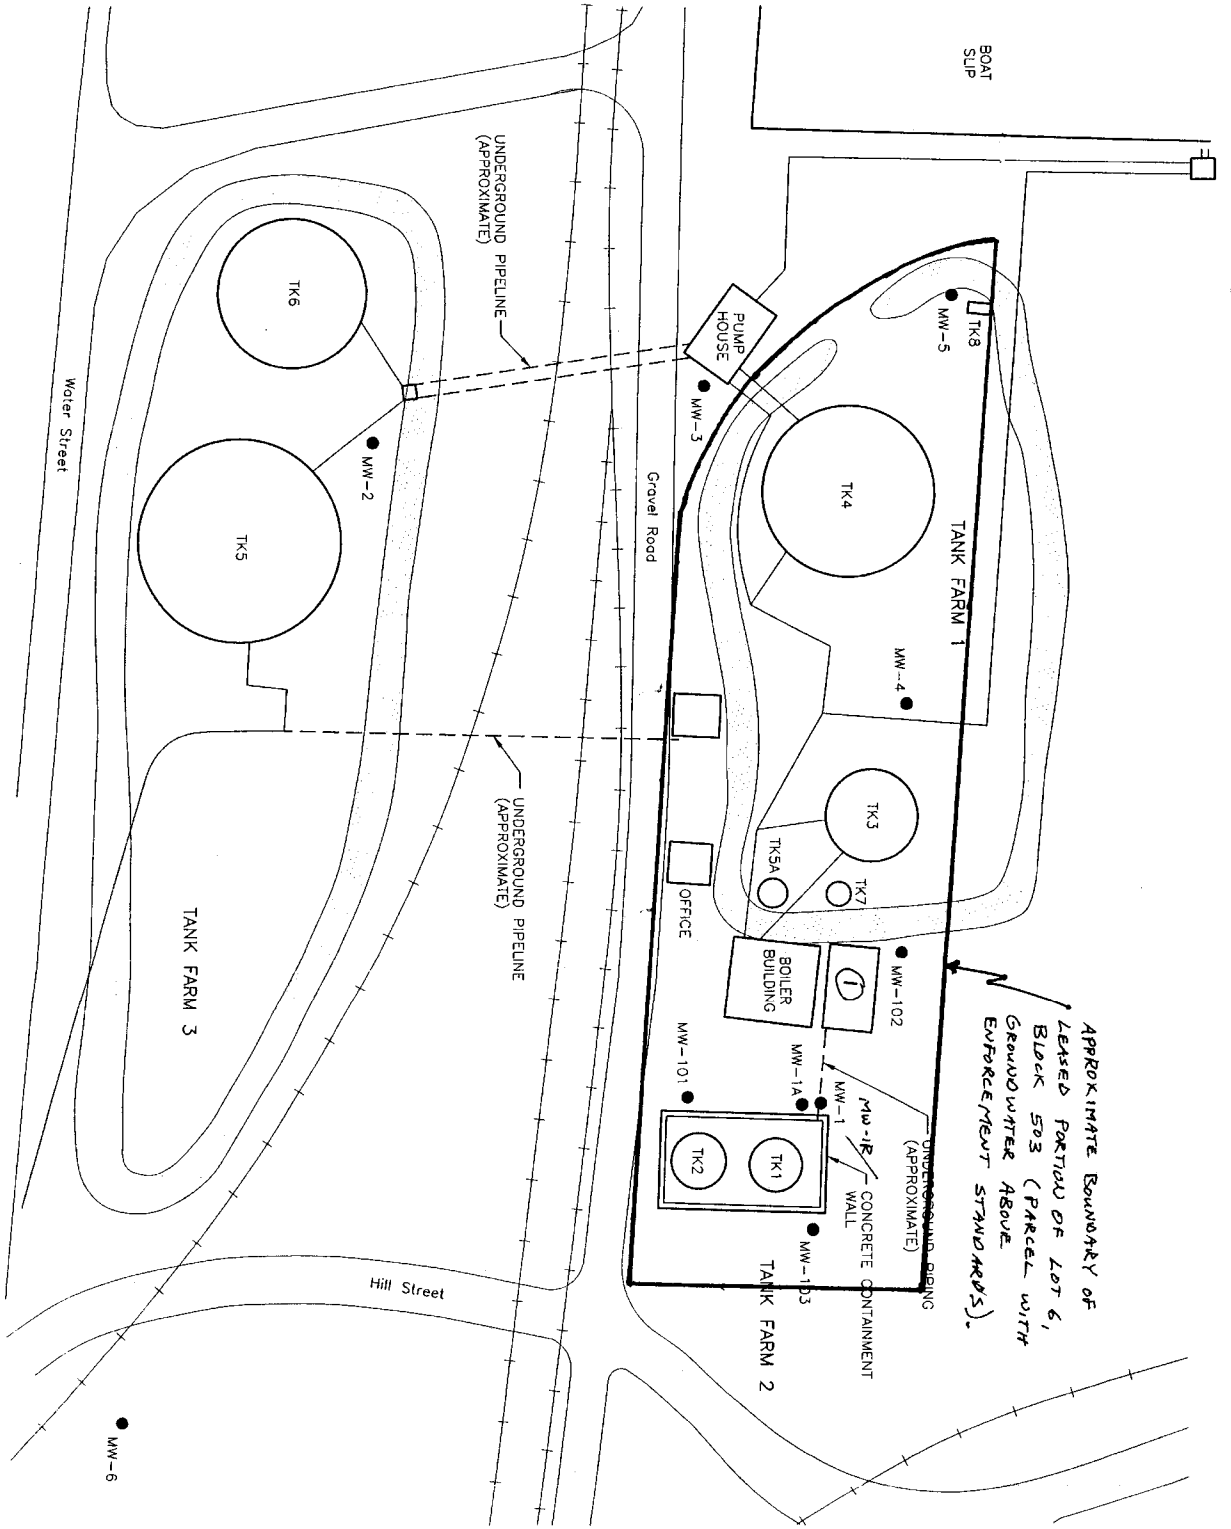 BOAT
SLIP
UNDERGROUND PIPELINE
(APPROXIMATE)
PUMP
HOUSE
TK8
MW-5
TK6
MW-3
Water Street
MW-2
TK4
TANK FARM 1
Gravel Road
TK5
MW-4
UNDERGROUND PIPELINE
(APPROXIMATE)
TK3
TK5A
TK7
OFFICE
TANK FARM 3
BOILER
BUILDING
1
MW-102
APPROXIMATE BOUNDARY OF
LEASED PORTION OF LOT 6,
BLOCK 503 (PARCEL WITH
GROUNDWATER ABOVE
ENFORCEMENT STANDARDS).
MW-101
MW-1A
MW-1
MW-1R
UNDERGROUND PIPING
(APPROXIMATE)
CONCRETE CONTAINMENT
WALL
TK2
TK1
MW-103
TANK FARM 2
Hill Street
MW-6